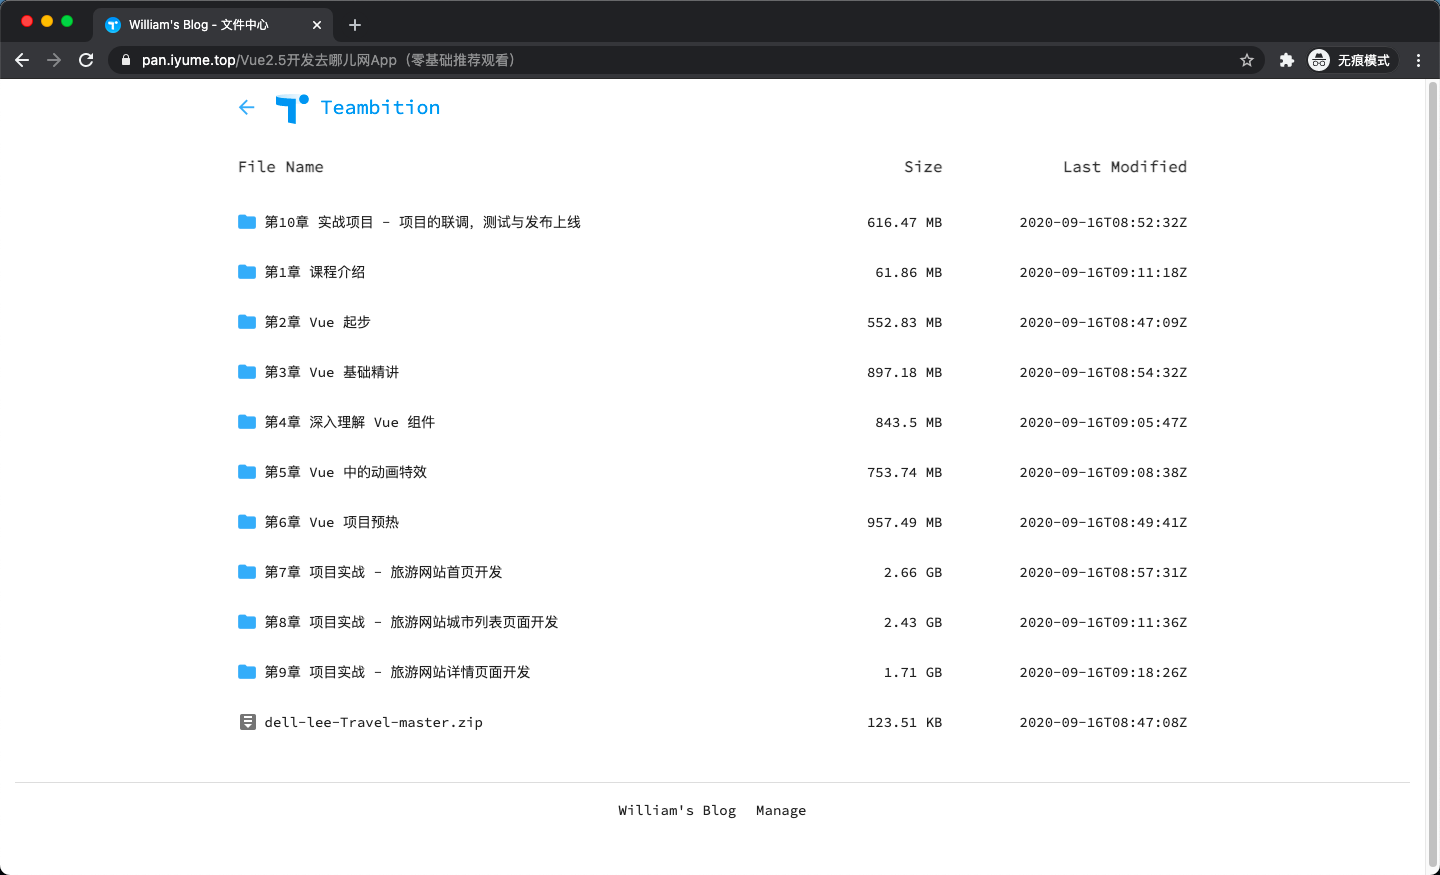 William's Blog - 文件中心
pan.iyume.top/Vue2.5开发去哪儿网App（零基础推荐观看）
无痕模式
Teambition
File Name Size Last Modified
第10章 实战项目 - 项目的联调，测试与发布上线 616.47 MB 2020-09-16T08:52:32Z
第1章 课程介绍 61.86 MB 2020-09-16T09:11:18Z
第2章 Vue 起步 552.83 MB 2020-09-16T08:47:09Z
第3章 Vue 基础精讲 897.18 MB 2020-09-16T08:54:32Z
第4章 深入理解 Vue 组件 843.5 MB 2020-09-16T09:05:47Z
第5章 Vue 中的动画特效 753.74 MB 2020-09-16T09:08:38Z
第6章 Vue 项目预热 957.49 MB 2020-09-16T08:49:41Z
第7章 项目实战 - 旅游网站首页开发 2.66 GB 2020-09-16T08:57:31Z
第8章 项目实战 - 旅游网站城市列表页面开发 2.43 GB 2020-09-16T09:11:36Z
第9章 项目实战 - 旅游网站详情页面开发 1.71 GB 2020-09-16T09:18:26Z
dell-lee-Travel-master.zip 123.51 KB 2020-09-16T08:47:08Z
William's Blog Manage